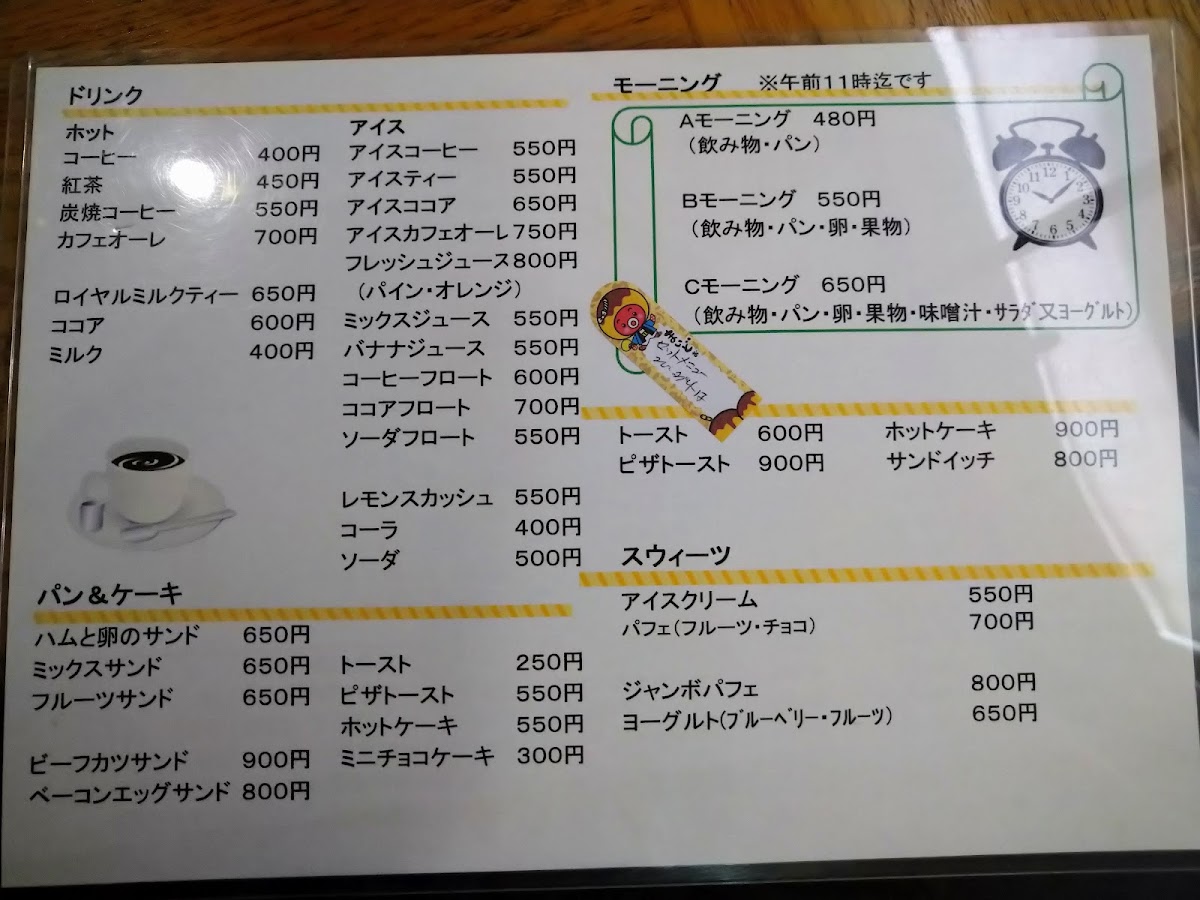 ドリンク
ホット
コーヒー 400円
紅茶 450円
炭焼コーヒー 550円
カフェオーレ 700円
ロイヤルミルクティー 650円
ココア 600円
ミルク 400円
アイス
アイスコーヒー 550円
アイスティー 550円
アイスココア 650円
アイスカフェオーレ 750円
フレッシュジュース 800円
（パイン・オレンジ）
ミックスジュース 550円
バナナジュース 550円
コーヒーフロート 600円
ココアフロート 700円
ソーダフロート 550円
レモンスカッシュ 550円
コーラ 400円
ソーダ 500円
パン＆ケーキ
ハムと卵のサンド 650円
ミックスサンド 650円
フルーツサンド 650円
ビーフカツサンド 900円
ベーコンエッグサンド 800円
トースト 250円
ピザトースト 550円
ホットケーキ 550円
ミニチョコケーキ 300円
モーニング ※午前11時迄です
Aモーニング 480円
（飲み物・パン）
Bモーニング 550円
（飲み物・パン・卵・果物）
Cモーニング 650円
（飲み物・パン・卵・果物・味噌汁・ｻﾗﾀﾞ又ﾖｰｸﾞﾙﾄ）
セットメニュー
トースト 600円
ピザトースト 900円
ホットケーキ 900円
サンドイッチ 800円
スウィーツ
アイスクリーム 550円
パフェ（フルーツ・チョコ） 700円
ジャンボパフェ 800円
ヨーグルト（ﾌﾞﾙｰﾍﾞﾘｰ・ﾌﾙｰﾂ） 650円